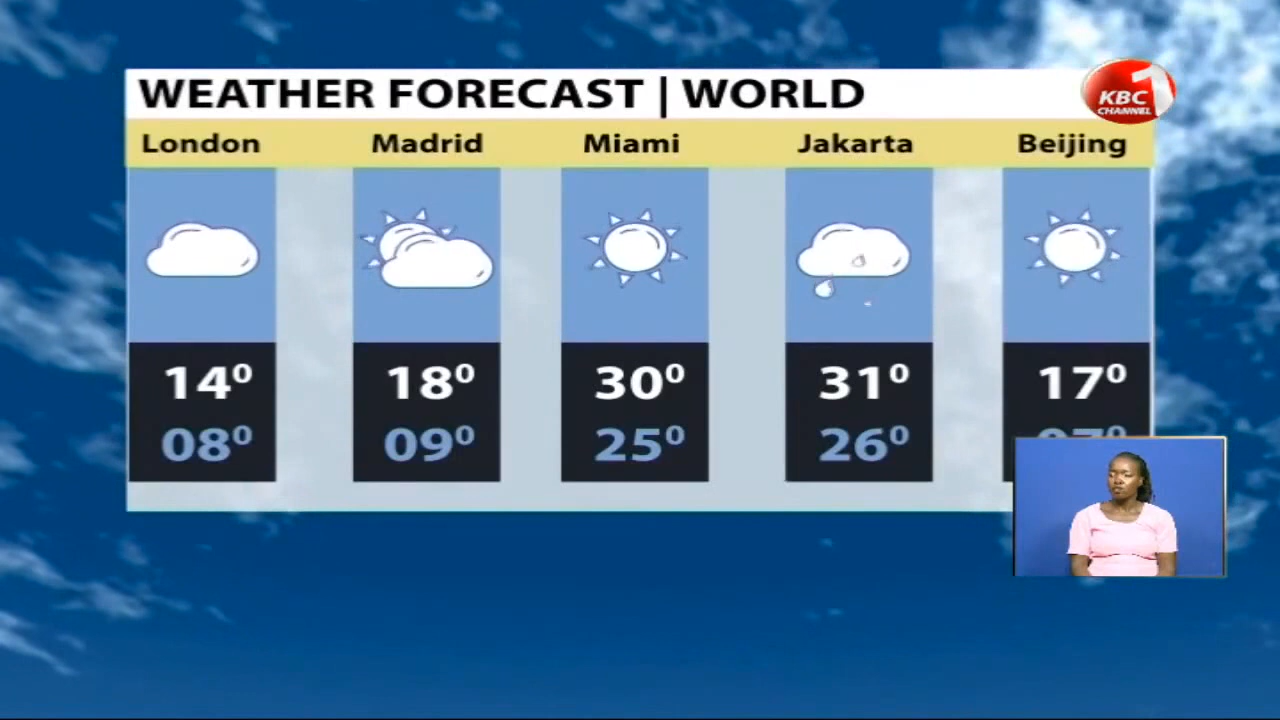 WEATHER FORECAST | WORLD
KBC 1
CHANNEL
London Madrid Miami Jakarta Beijing
14⁰ 18⁰ 30⁰ 31⁰ 17⁰
08⁰ 09⁰ 25⁰ 26⁰